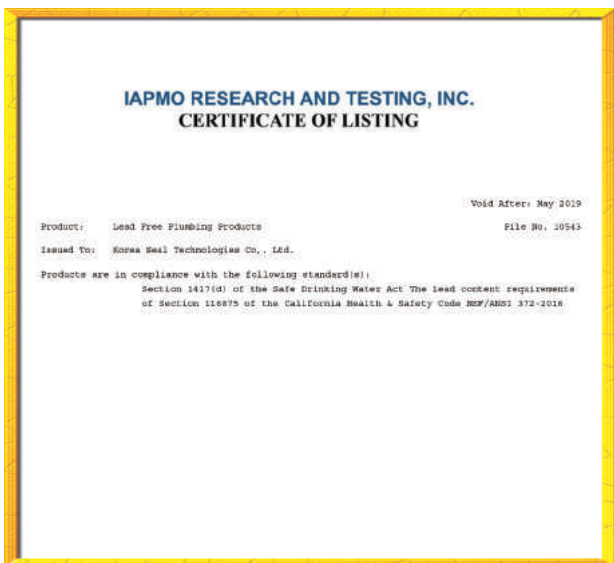 IAPMO RESEARCH AND TESTING, INC.
CERTIFICATE OF LISTING
Void After: May 2019
Product: Lead Free Plumbing Products File No. 10543
Issued To: Korea Seal Technologies Co,. Ltd.
Products are in compliance with the following standard(s):
Section 1417(d) of the Safe Drinking Water Act The lead content requirements
of Section 116875 of the California Health & Safety Code NSF/ANSI 372-2016